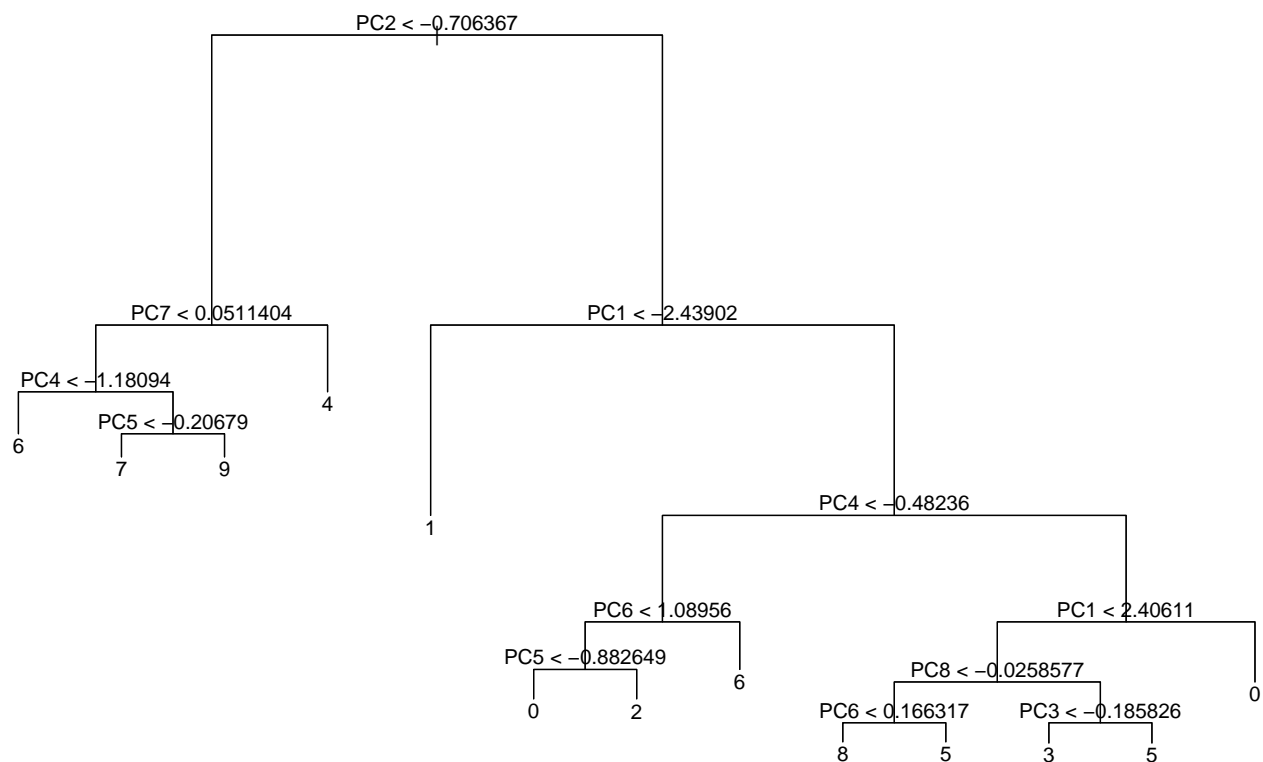 PC2 < −0.706367
PC7 < 0.0511404
PC1 < −2.43902
PC4 < −1.18094
4
PC5 < −0.20679
6
7
9
PC4 < −0.48236
1
PC6 < 1.08956
PC1 < 2.40611
PC5 < −0.882649
PC8 < −0.0258577
6
0
0
2
PC6 < 0.166317
PC3 < −0.185826
8
5
3
5